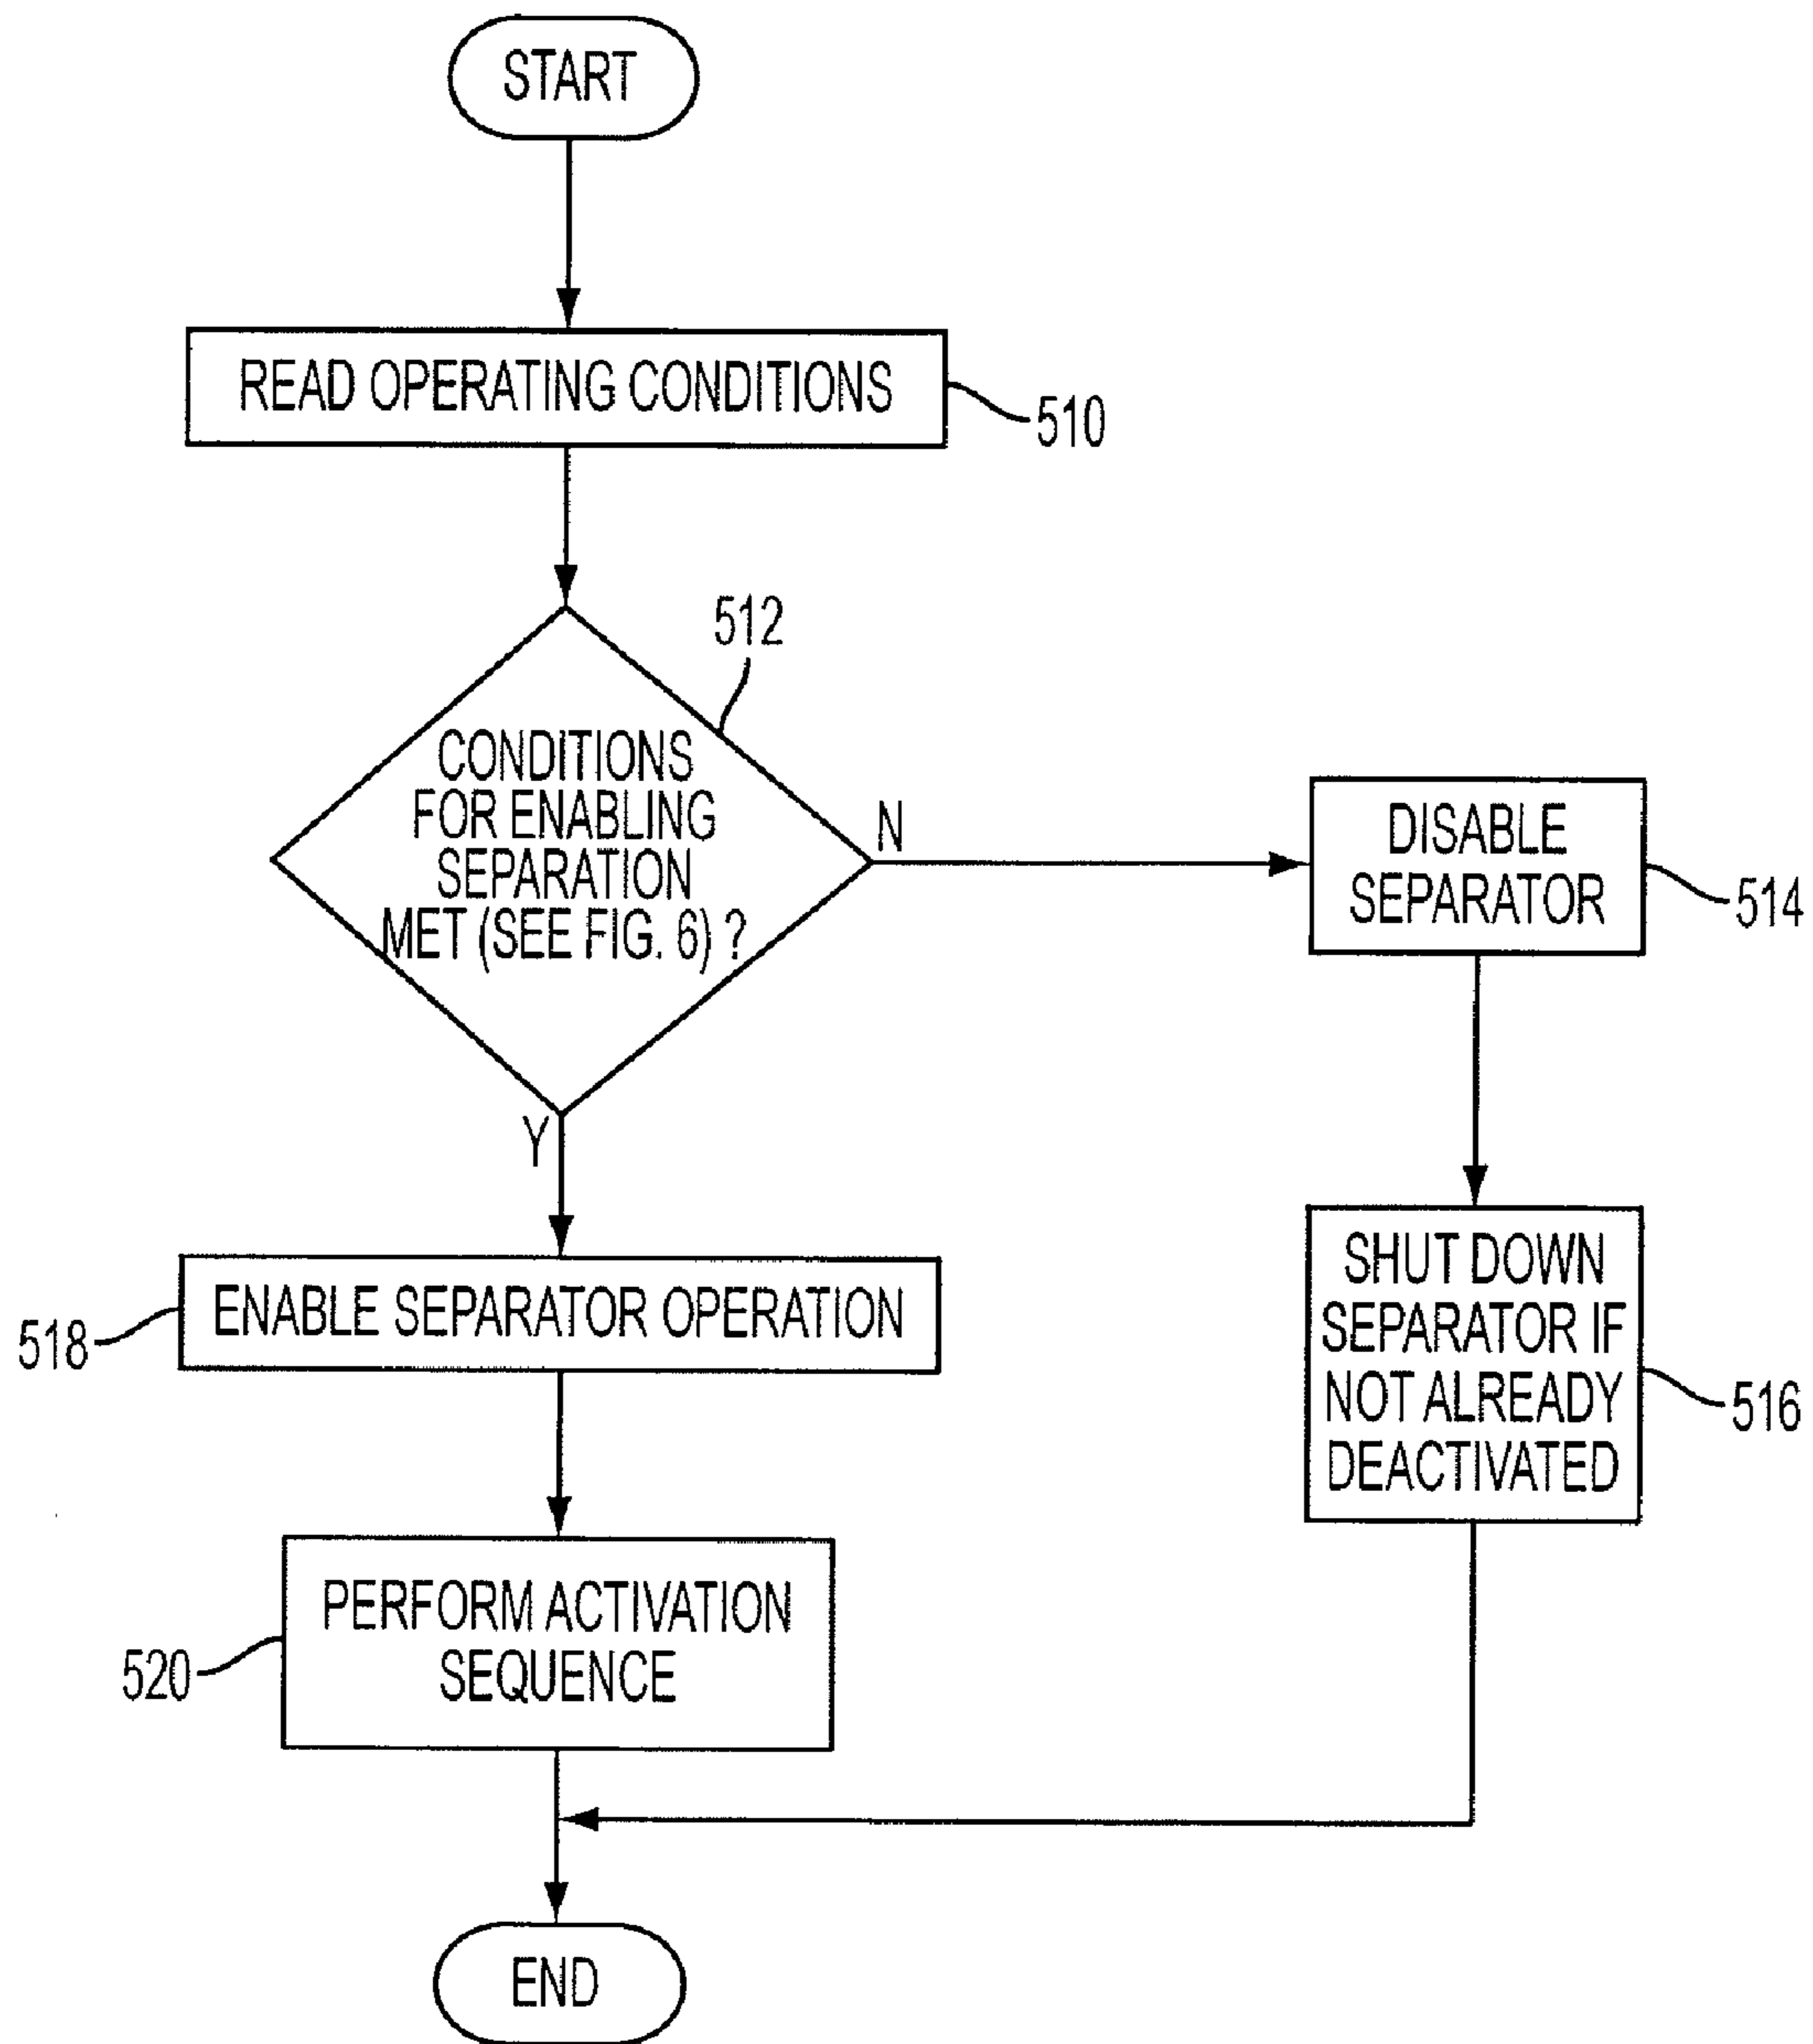 START
READ OPERATING CONDITIONS
510
512
CONDITIONS
FOR ENABLING
SEPARATION
MET (SEE FIG. 6) ?
N
DISABLE
SEPARATOR
514
Y
SHUT DOWN
SEPARATOR IF
NOT ALREADY
DEACTIVATED
516
ENABLE SEPARATOR OPERATION
518
PERFORM ACTIVATION
SEQUENCE
520
END